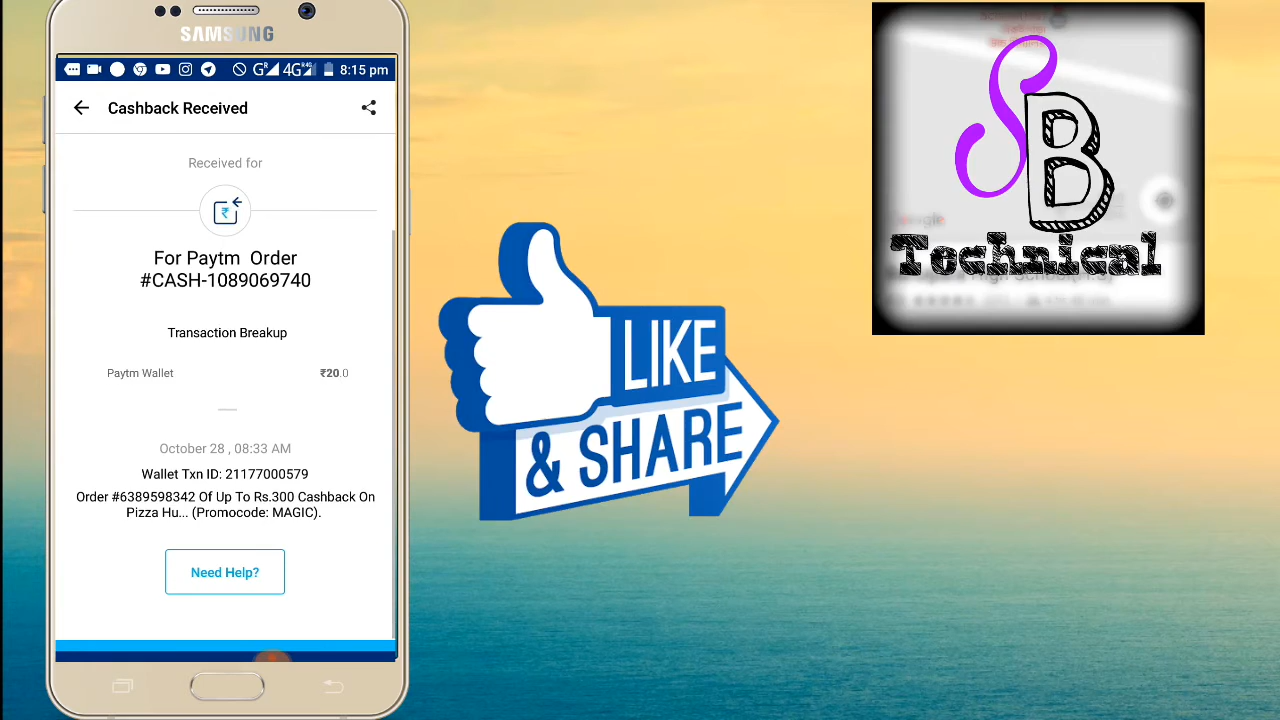 SAMSUNG
8:15 pm
Cashback Received
Received for
For Paytm Order
#CASH-1089069740
Transaction Breakup
Paytm Wallet ₹20.0
October 28 , 08:33 AM
Wallet Txn ID: 21177000579
Order #6389598342 Of Up To Rs.300 Cashback On
Pizza Hu... (Promocode: MAGIC).
Need Help?
LIKE
& SHARE
SB
Technical